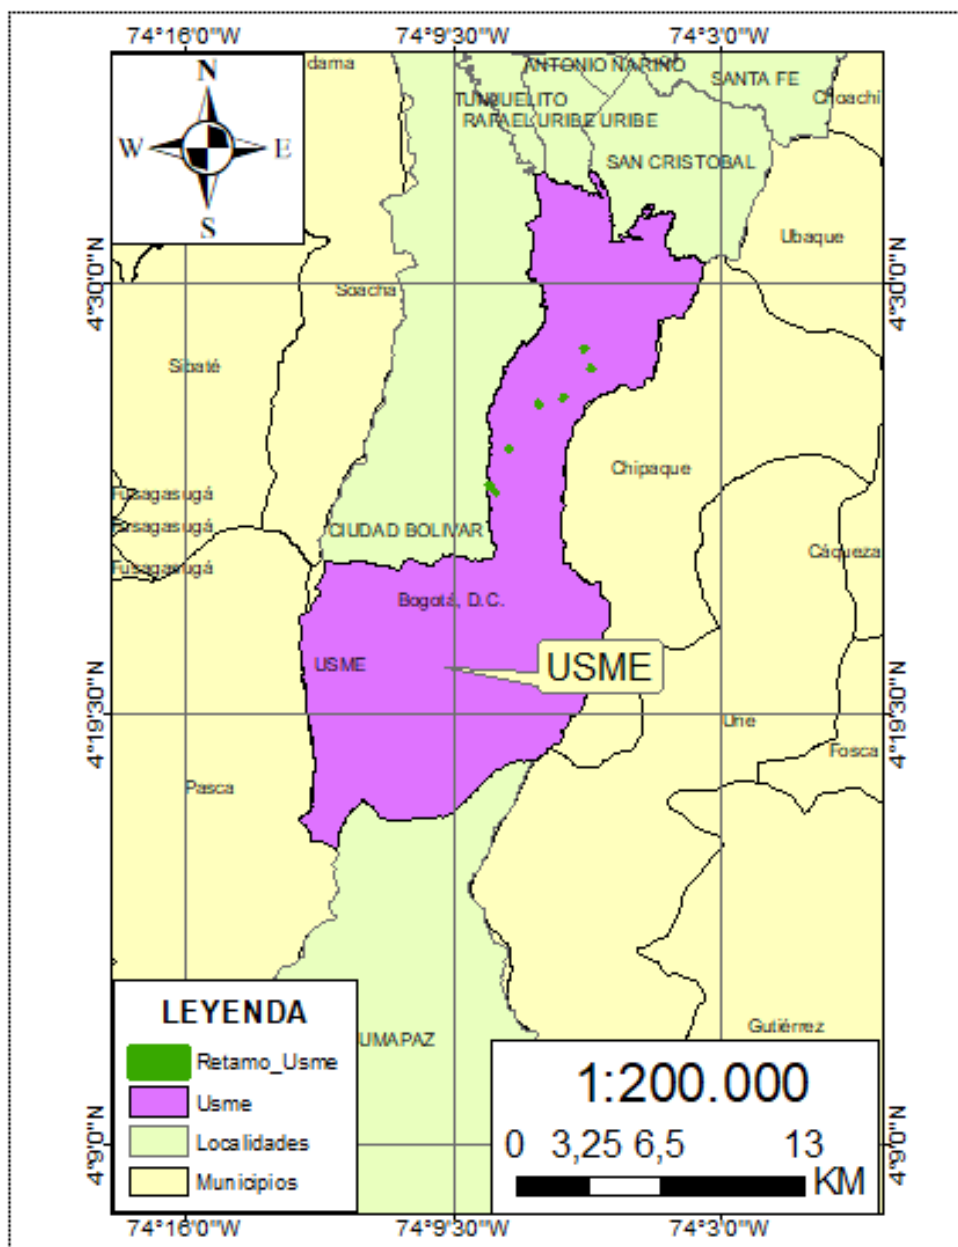 74°16'0"W 74°9'30"W 74°3'0"W
N
W E
S
dama
ANTONIO NARIÑO
SANTA FE
Choachí
TUNJUELITO
RAFAEL URIBE URIBE
SAN CRISTOBAL
Ubaque
4°30'0"N 4°30'0"N
Soacha
Sibaté
Chipaque
Fusagasugá
Fusagasugá
CIUDAD BOLIVAR
Cáqueza
Fusagasugá
Bogotá, D.C.
USME
USME
4°19'30"N 4°19'30"N
Une
Fosca
Pasca
Gutiérrez
UMAPAZ
LEYENDA
Retamo_Usme
Usme
Localidades
Municipios
1:200.000
0 3,25 6,5 13
KM
4°9'0"N 4°9'0"N
74°16'0"W 74°9'30"W 74°3'0"W